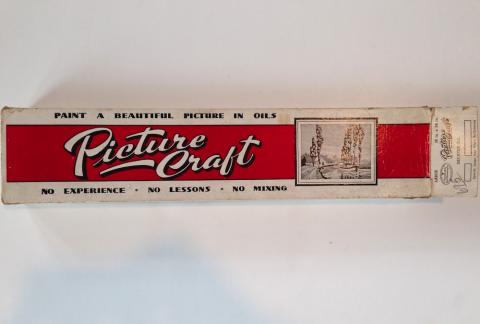 PAINT A BEAUTIFUL PICTURE IN OILS
Picture
Craft
NO EXPERIENCE • NO LESSONS • NO MIXING